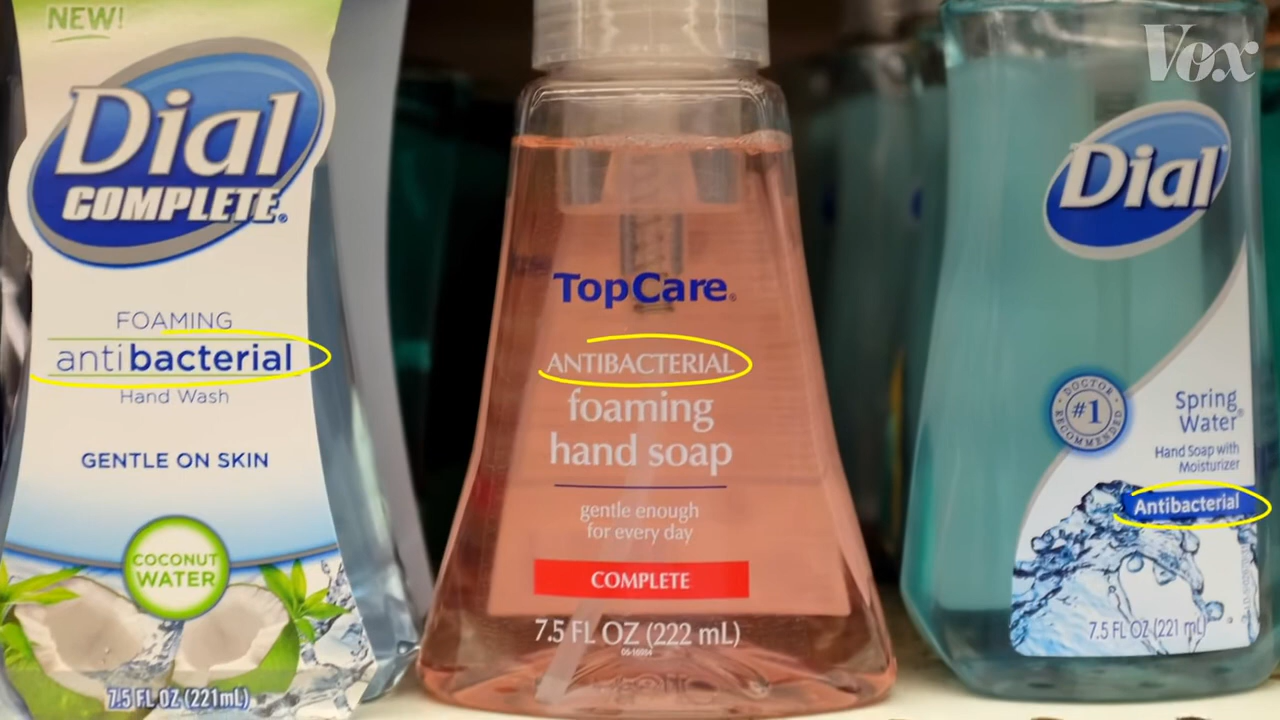 NEW!
Dial
COMPLETE®
FOAMING
antibacterial
Hand Wash
GENTLE ON SKIN
COCONUT
WATER
7.5 FL OZ (221mL)
TopCare®
ANTIBACTERIAL
foaming
hand soap
gentle enough
for every day
COMPLETE
7.5 FL OZ (222 mL)
Vox
Dial
DOCTOR
#1
RECOMMENDED
Spring
Water®
Hand Soap with
Moisturizer
Antibacterial
7.5 FL OZ (221 mL)